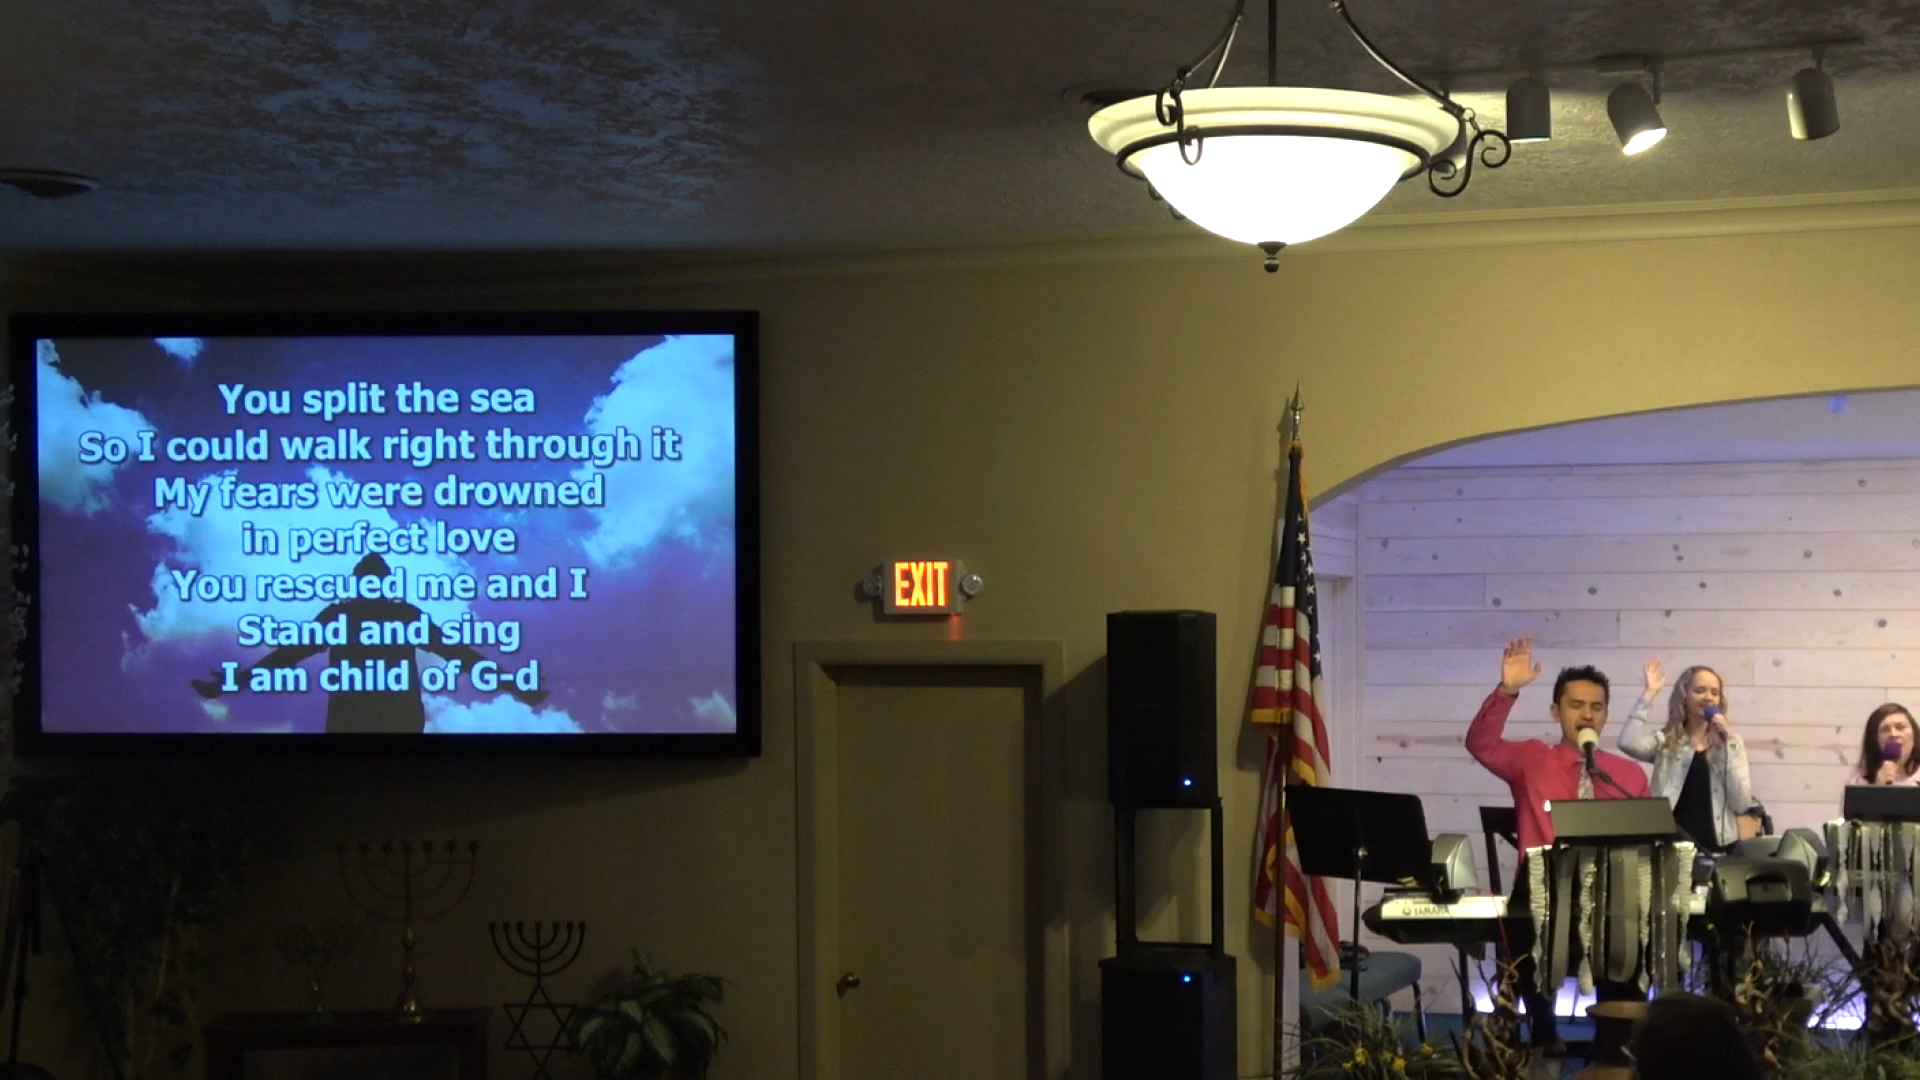 You split the sea
So I could walk right through it
My fears were drowned
in perfect love
You rescued me and I
Stand and sing
I am child of G-d
EXIT
YAMAHA